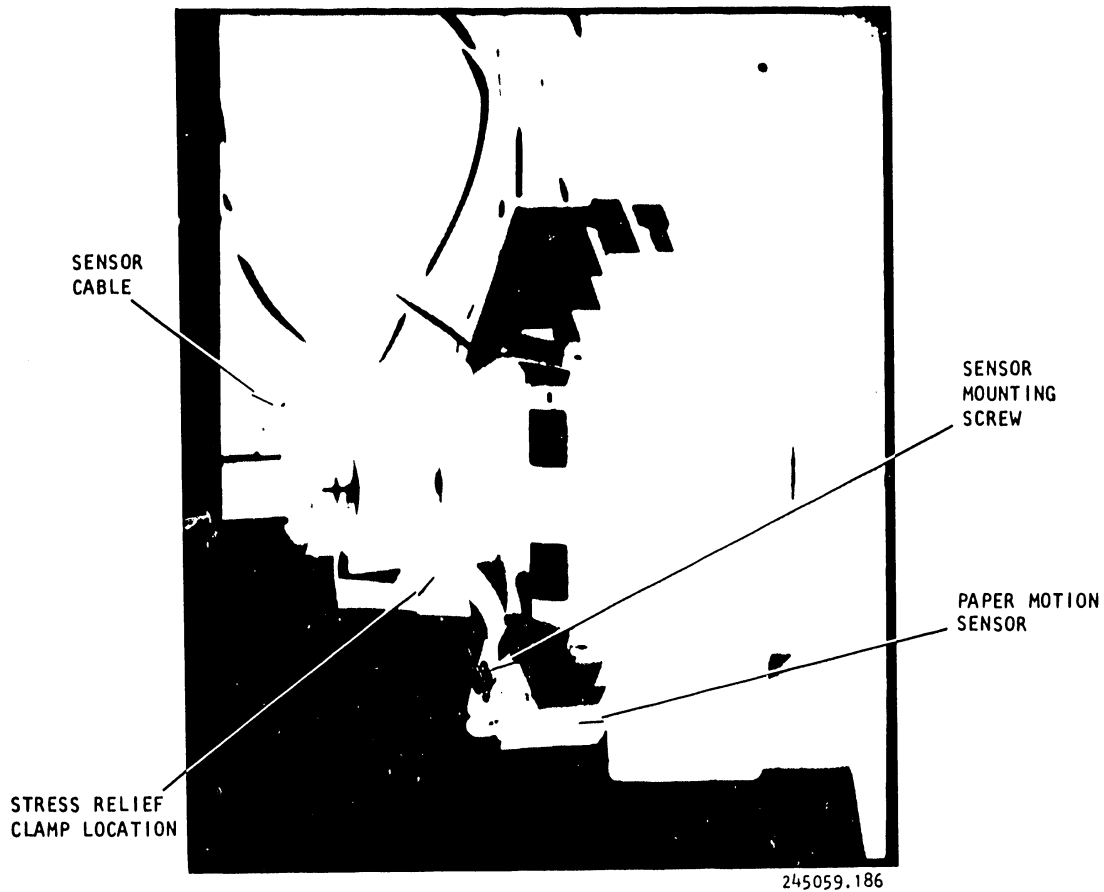 SENSOR
CABLE
SENSOR
MOUNTING
SCREW
PAPER MOTION
SENSOR
STRESS RELIEF
CLAMP LOCATION
245059.186